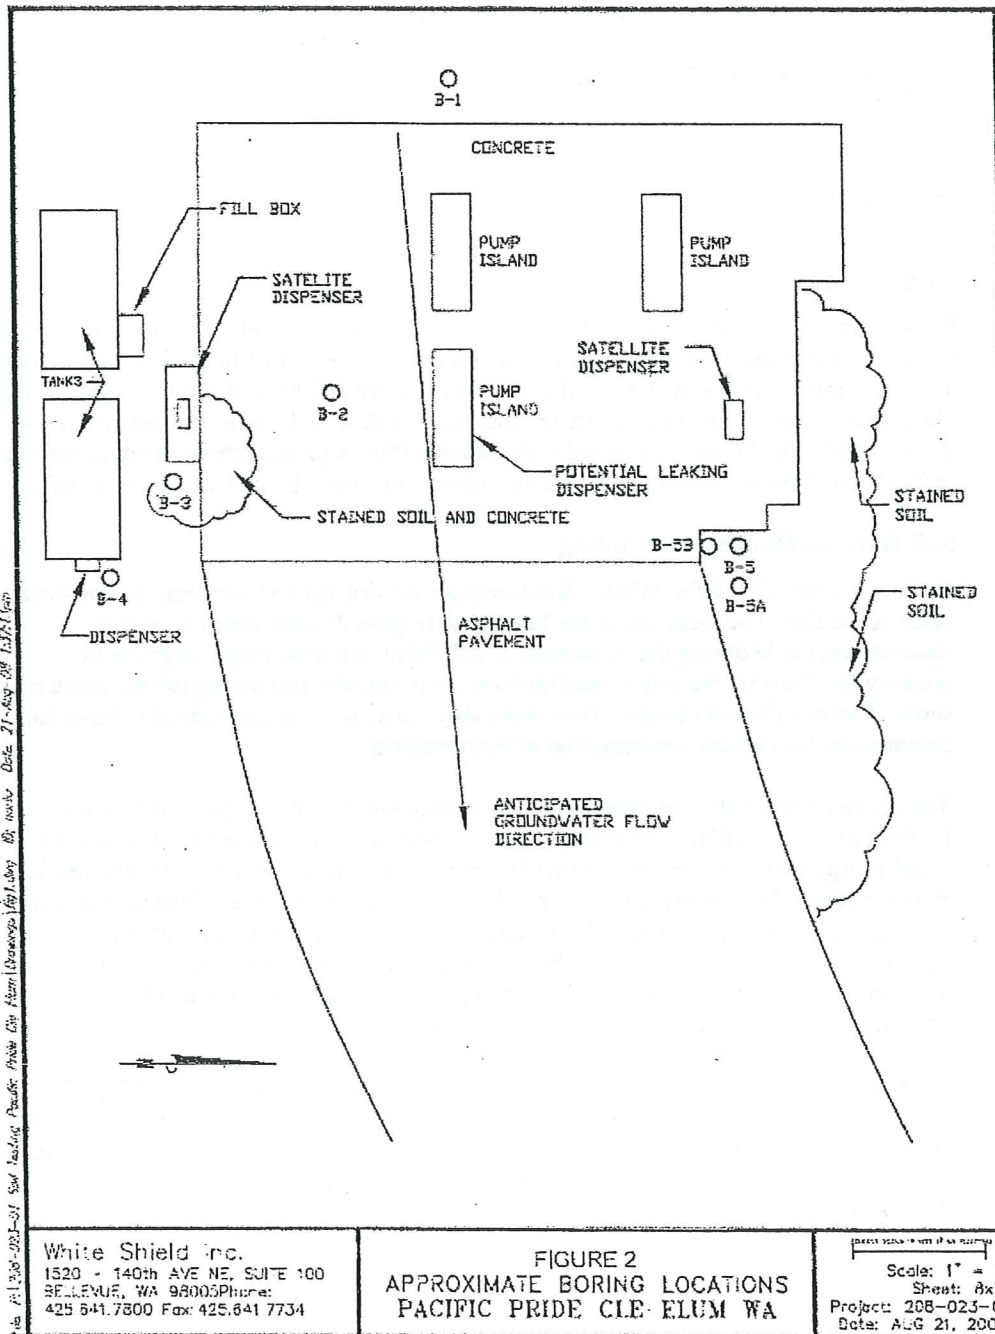 B-1
CONCRETE
FILL BOX
PUMP
ISLAND
PUMP
ISLAND
SATELITE
DISPENSER
SATELLITE
DISPENSER
TANK3
B-2
PUMP
ISLAND
POTENTIAL LEAKING
DISPENSER
B-3
STAINED SOIL AND CONCRETE
STAINED
SOIL
B-53
B-5
B-5A
B-4
STAINED
SOIL
DISPENSER
ASPHALT
PAVEMENT
ANTICIPATED
GROUNDWATER FLOW
DIRECTION
N
White Shield Inc.
1520 - 140th AVE NE, SUITE 100
BELLEVUE, WA 98005Phone:
425.641.7800 Fax: 425.641.7734
FIGURE 2
APPROXIMATE BORING LOCATIONS
PACIFIC PRIDE CLE ELUM WA
Scale: 1" =
Sheet: 8x
Project: 208-023-0
Date: AUG 21, 200